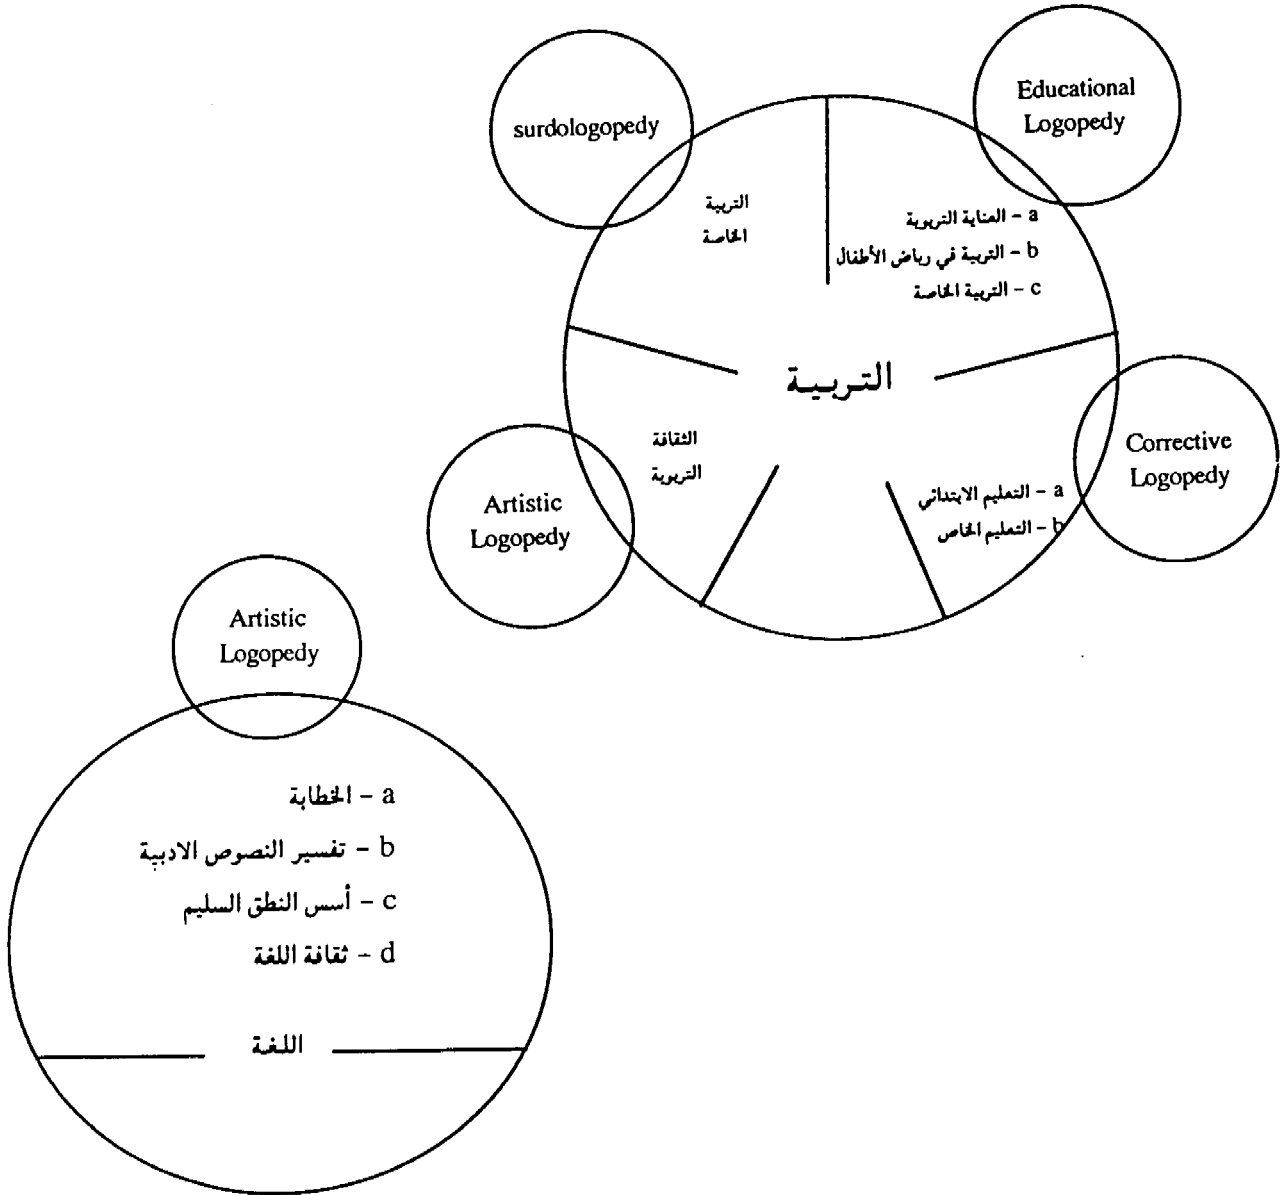 surdologopedy
Educational
Logopedy
التربية
الخاصة
a – العناية التربوية
b – التربية في رياض الأطفال
c – التربية الخاصة
التربية
الثقافة
التربوية
Artistic
Logopedy
Corrective
Logopedy
a – التعليم الابتدائي
b – التعليم الخاص
Artistic
Logopedy
a – الخطابة
b – تفسير النصوص الادبية
c – أسس النطق السليم
d – ثقافة اللغة
اللغة